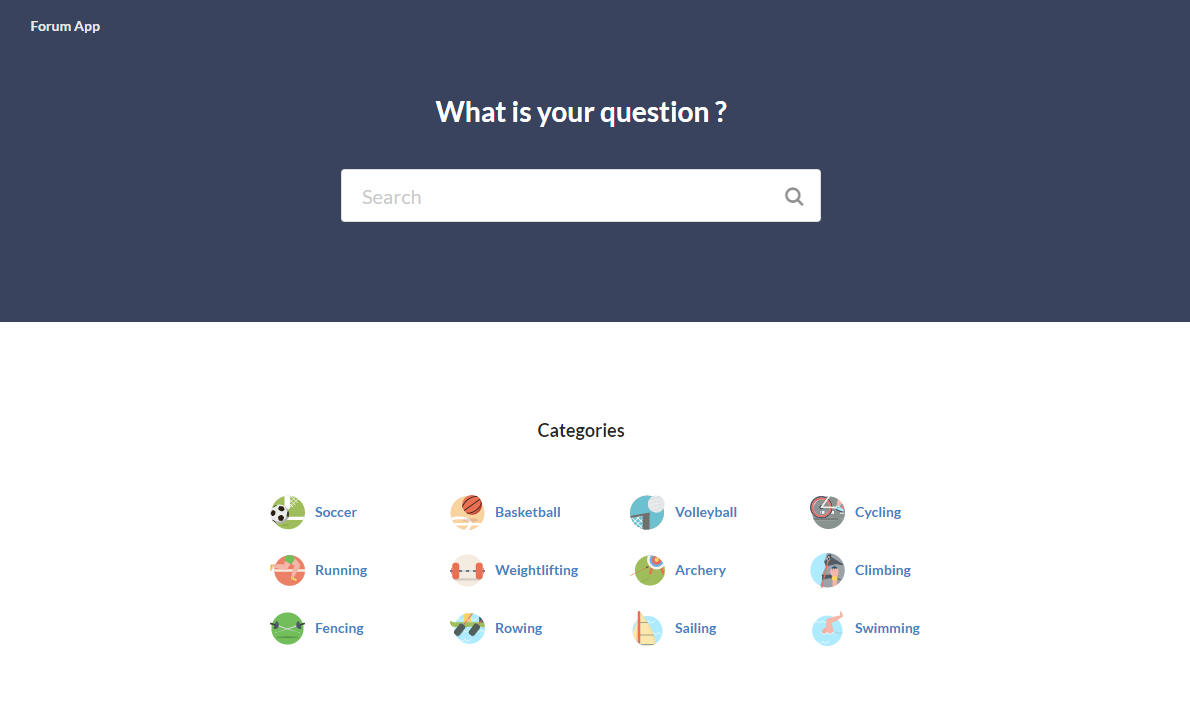 Forum App
What is your question ?
Search
Categories
Soccer
Basketball
Volleyball
Cycling
Running
Weightlifting
Archery
Climbing
Fencing
Rowing
Sailing
Swimming